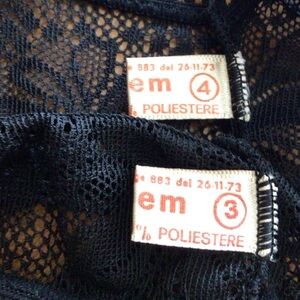 883 del 26-11-73
em 4
% POLIESTERE
e 883 del 26-11-73
em 3
% POLIESTERE